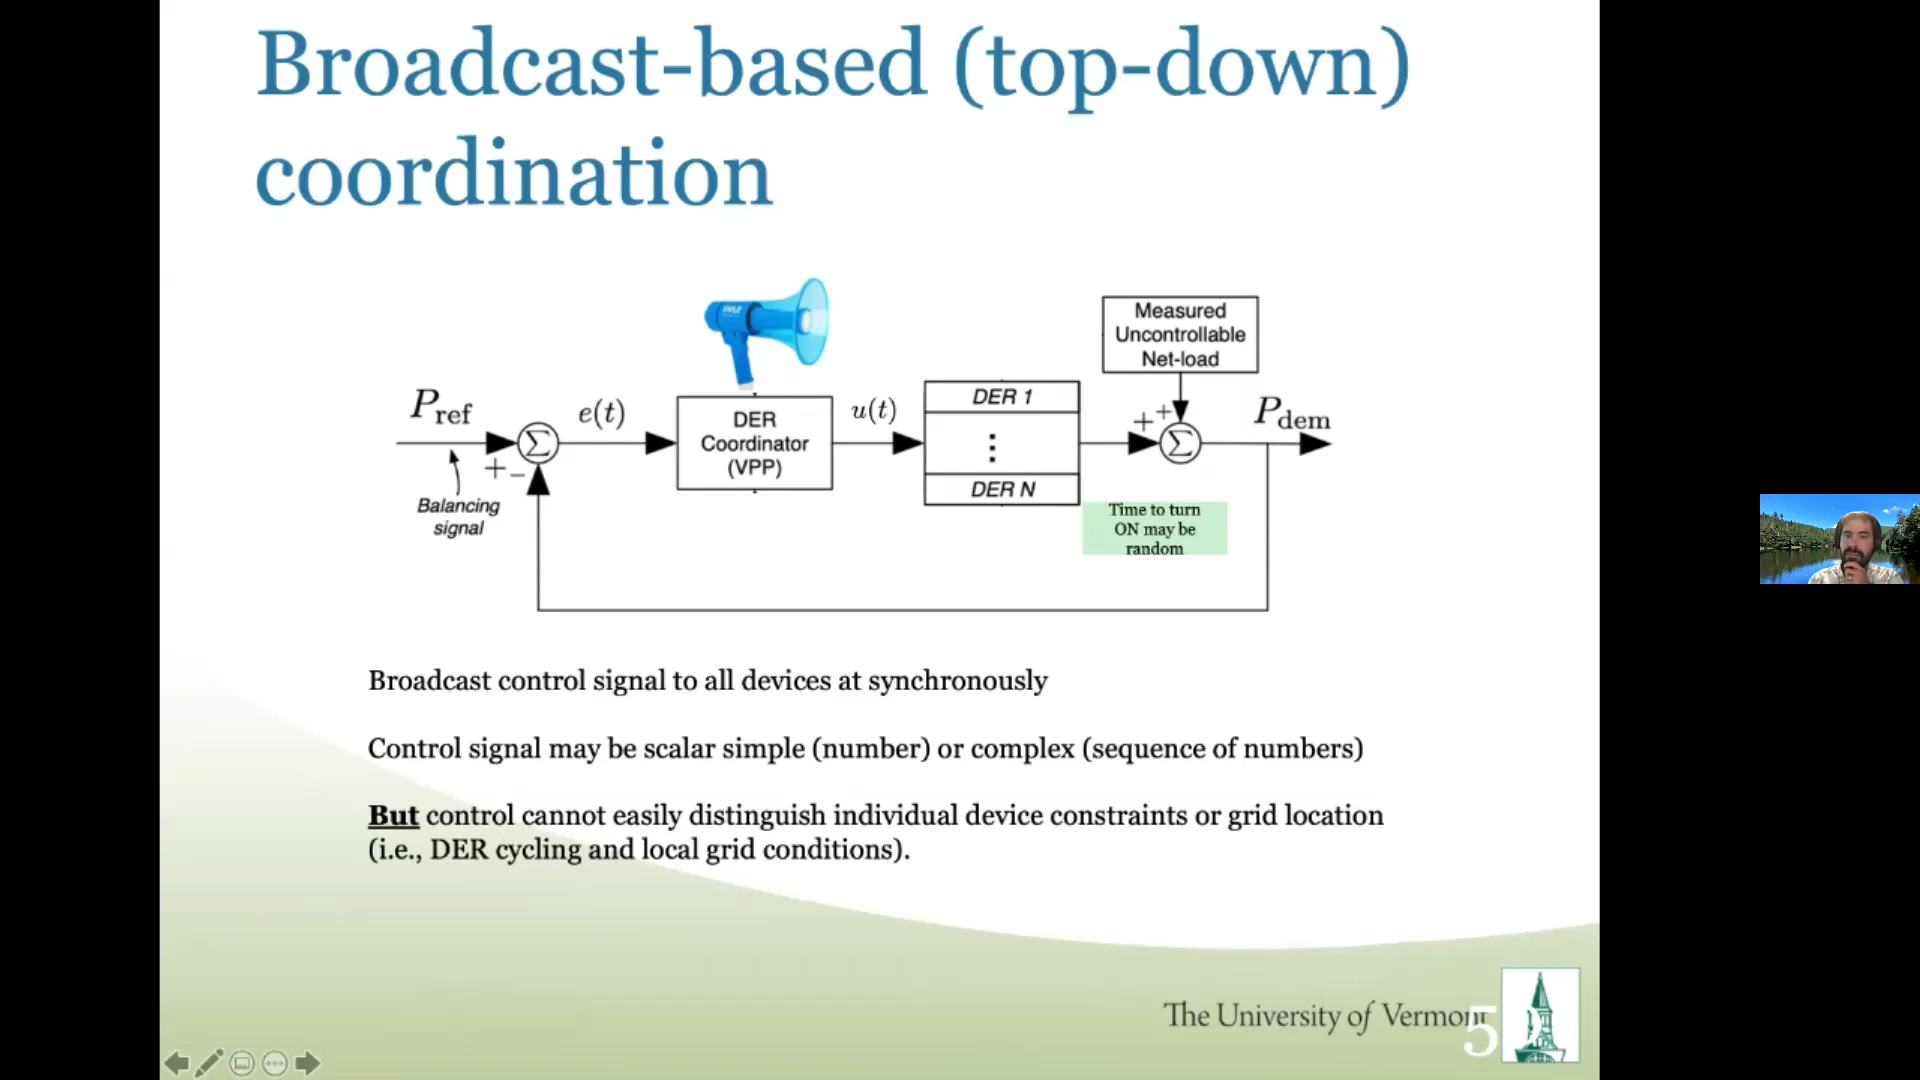 Broadcast-based (top-down)
coordination
PYLE
Measured
Uncontrollable
Net-load
P_ref
e(t)
DER
Coordinator
(VPP)
u(t)
DER 1
⋮
DER N
+
+
Σ
P_dem
Σ
+
−
Balancing
signal
Time to turn
ON may be
random
Broadcast control signal to all devices at synchronously
Control signal may be scalar simple (number) or complex (sequence of numbers)
But control cannot easily distinguish individual device constraints or grid location
(i.e., DER cycling and local grid conditions).
The University of Vermont
5